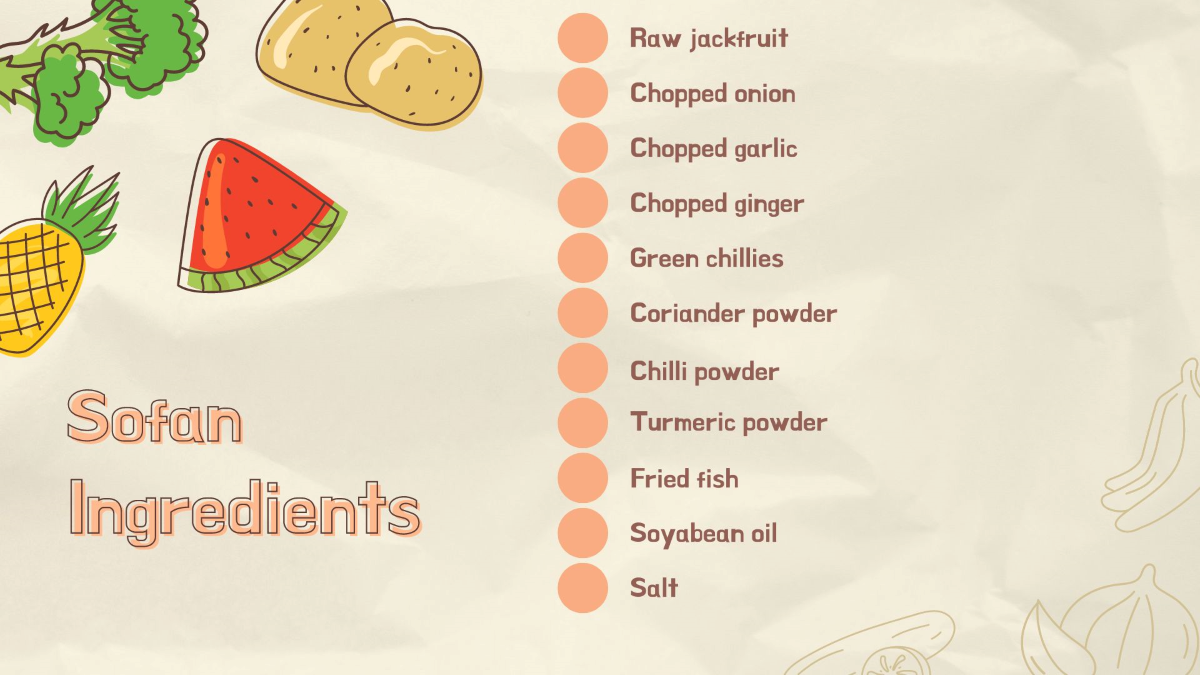 Sofan
Ingredients
Raw jackfruit
Chopped onion
Chopped garlic
Chopped ginger
Green chillies
Coriander powder
Chilli powder
Turmeric powder
Fried fish
Soyabean oil
Salt